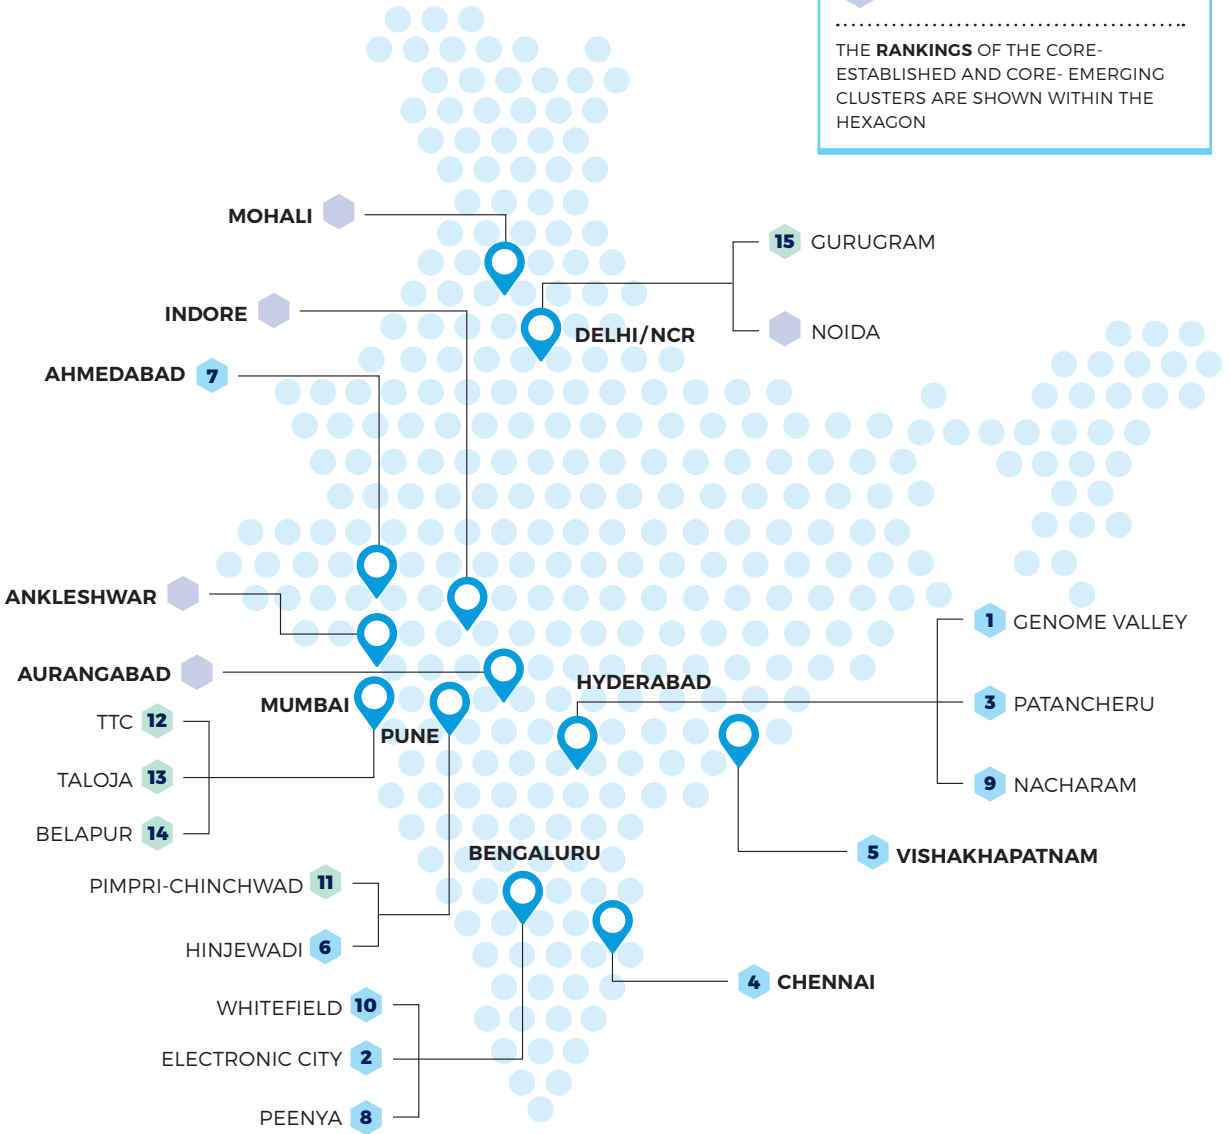 THE RANKINGS OF THE CORE-
ESTABLISHED AND CORE- EMERGING
CLUSTERS ARE SHOWN WITHIN THE
HEXAGON
MOHALI
15 GURUGRAM
INDORE
NOIDA
DELHI/NCR
AHMEDABAD 7
ANKLESHWAR
1 GENOME VALLEY
AURANGABAD
HYDERABAD
MUMBAI
3 PATANCHERU
TTC 12
PUNE
TALOJA 13
9 NACHARAM
BELAPUR 14
BENGALURU
5 VISHAKHAPATNAM
PIMPRI-CHINCHWAD 11
HINJEWADI 6
4 CHENNAI
WHITEFIELD 10
ELECTRONIC CITY 2
PEENYA 8